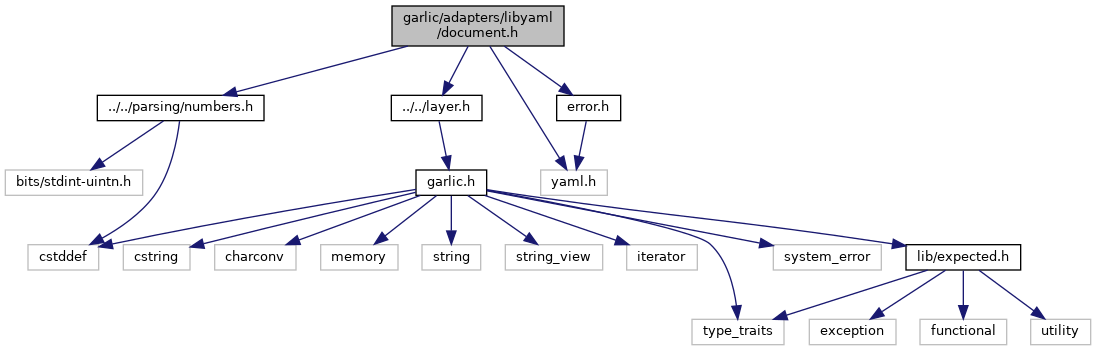 garlic/adapters/libyaml
/document.h
../../parsing/numbers.h
../../layer.h
error.h
bits/stdint-uintn.h
garlic.h
yaml.h
cstddef
cstring
charconv
memory
string
string_view
iterator
system_error
lib/expected.h
type_traits
exception
functional
utility